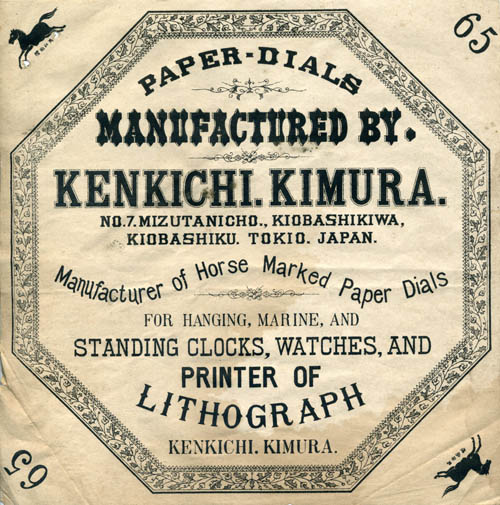 65
PAPER-DIALS
MANUFACTURED BY.
KENKICHI. KIMURA.
NO. 7. MIZUTANICHO., KIOBASHIKIWA,
KIOBASHIKU. TOKIO. JAPAN.
Manufacturer of Horse Marked Paper Dials
FOR HANGING, MARINE, AND
STANDING CLOCKS, WATCHES, AND
PRINTER OF
LITHOGRAPH
KENKICHI. KIMURA.
65